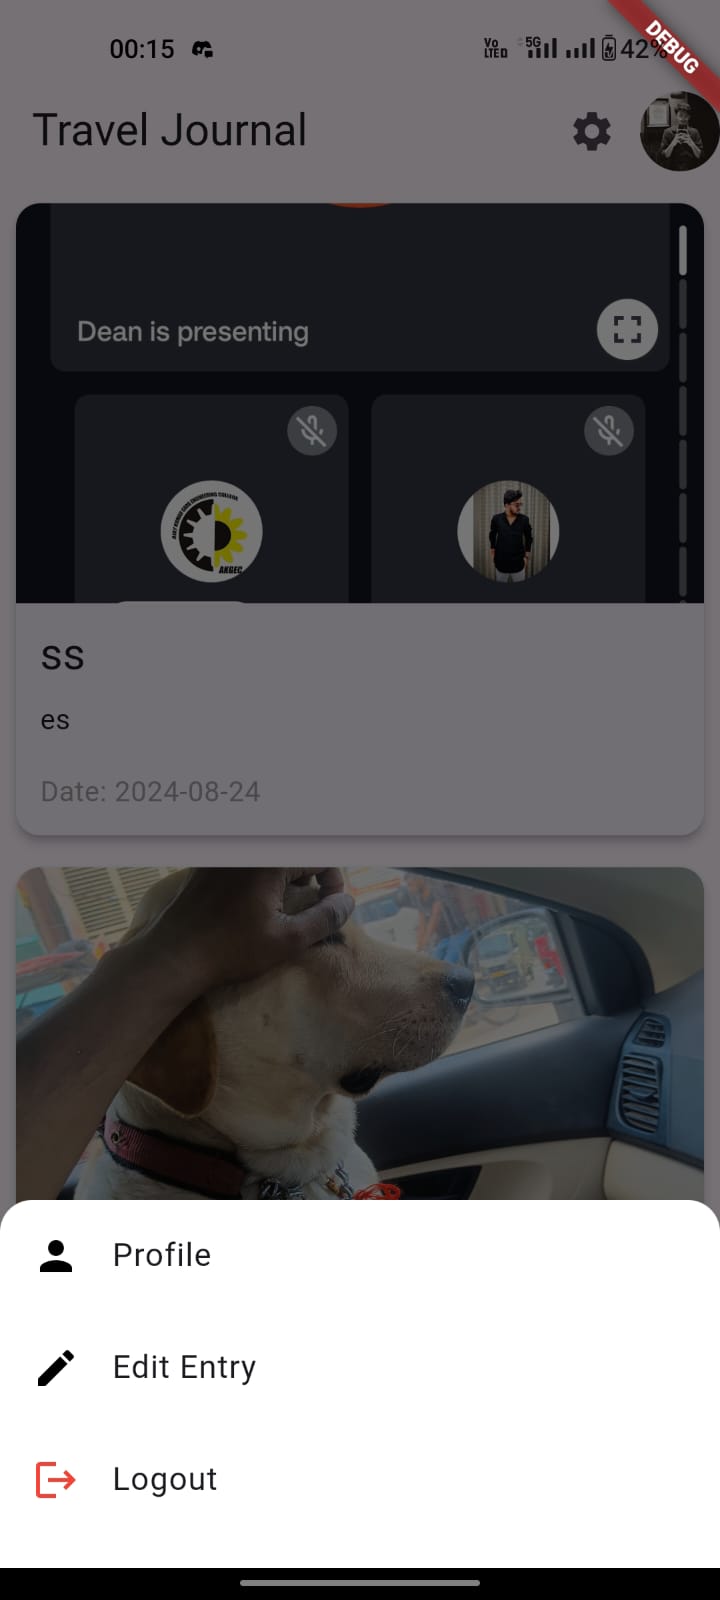 00:15
Vo
LTED
5G
42%
DEBUG
Travel Journal
Dean is presenting
AKGEC
ss
es
Date: 2024-08-24
Profile
Edit Entry
Logout